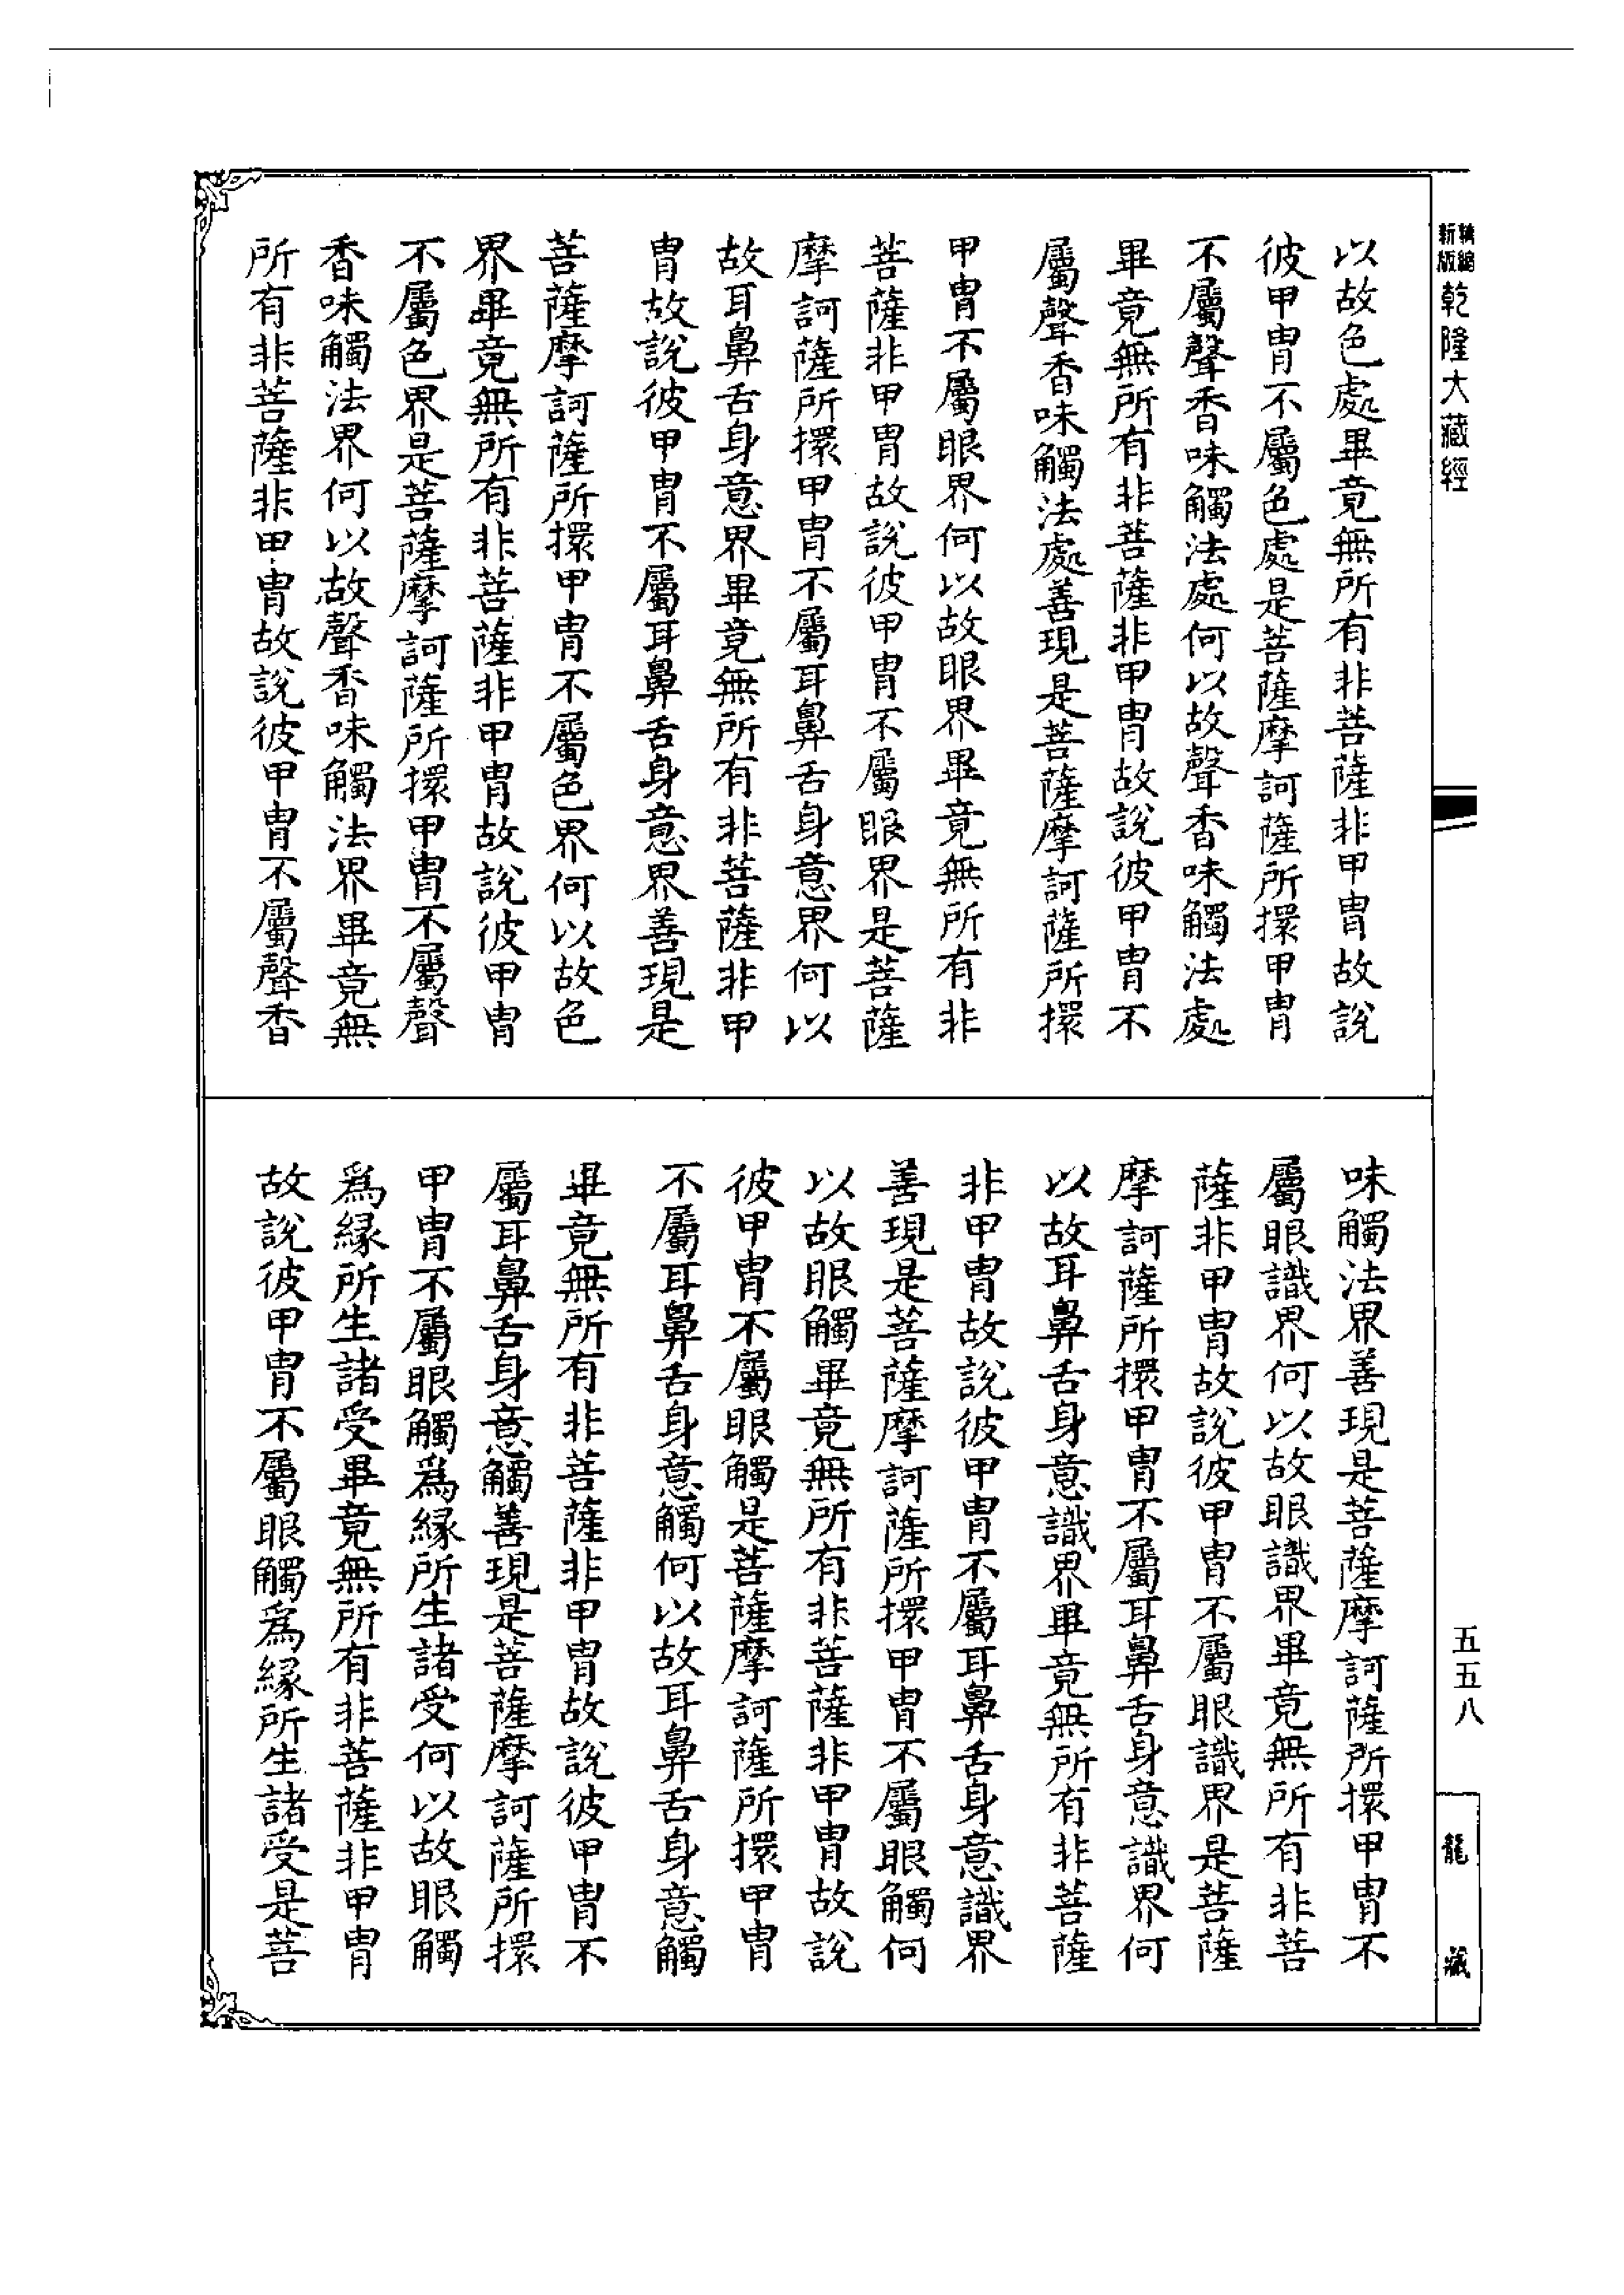 新版精縮乾隆大藏經
以故色處畢竟無所有非菩薩非甲冑故說
彼甲冑不屬色處是菩薩摩訶薩所擐甲冑
不屬聲香味觸法處何以故聲香味觸法處
畢竟無所有非菩薩非甲冑故說彼甲冑不
屬聲香味觸法處善現是菩薩摩訶薩所擐
甲冑不屬眼界何以故眼界畢竟無所有非
菩薩非甲冑故說彼甲冑不屬眼界是菩薩
摩訶薩所擐甲冑不屬耳鼻舌身意界何以
故耳鼻舌身意界畢竟無所有非菩薩非甲
冑故說彼甲冑不屬耳鼻舌身意界善現是
菩薩摩訶薩所擐甲冑不屬色界何以故色
界畢竟無所有非菩薩非甲冑故說彼甲冑
不屬色界是菩薩摩訶薩所擐甲冑不屬聲
香味觸法界何以故聲香味觸法界畢竟無
所有非菩薩非甲冑故說彼甲冑不屬聲香
味觸法界善現是菩薩摩訶薩所擐甲冑不
屬眼識界何以故眼識界畢竟無所有非菩
薩非甲冑故說彼甲冑不屬眼識界是菩薩
摩訶薩所擐甲冑不屬耳鼻舌身意識界何
以故耳鼻舌身意識界畢竟無所有非菩薩
非甲冑故說彼甲冑不屬耳鼻舌身意識界
善現是菩薩摩訶薩所擐甲冑不屬眼觸何
以故眼觸畢竟無所有非菩薩非甲冑故說
彼甲冑不屬眼觸是菩薩摩訶薩所擐甲冑
不屬耳鼻舌身意觸何以故耳鼻舌身意觸
畢竟無所有非菩薩非甲冑故說彼甲冑不
屬耳鼻舌身意觸善現是菩薩摩訶薩所擐
甲冑不屬眼觸爲緣所生諸受何以故眼觸
爲緣所生諸受畢竟無所有非菩薩非甲冑
故說彼甲冑不屬眼觸爲緣所生諸受是菩
五五八
龍藏